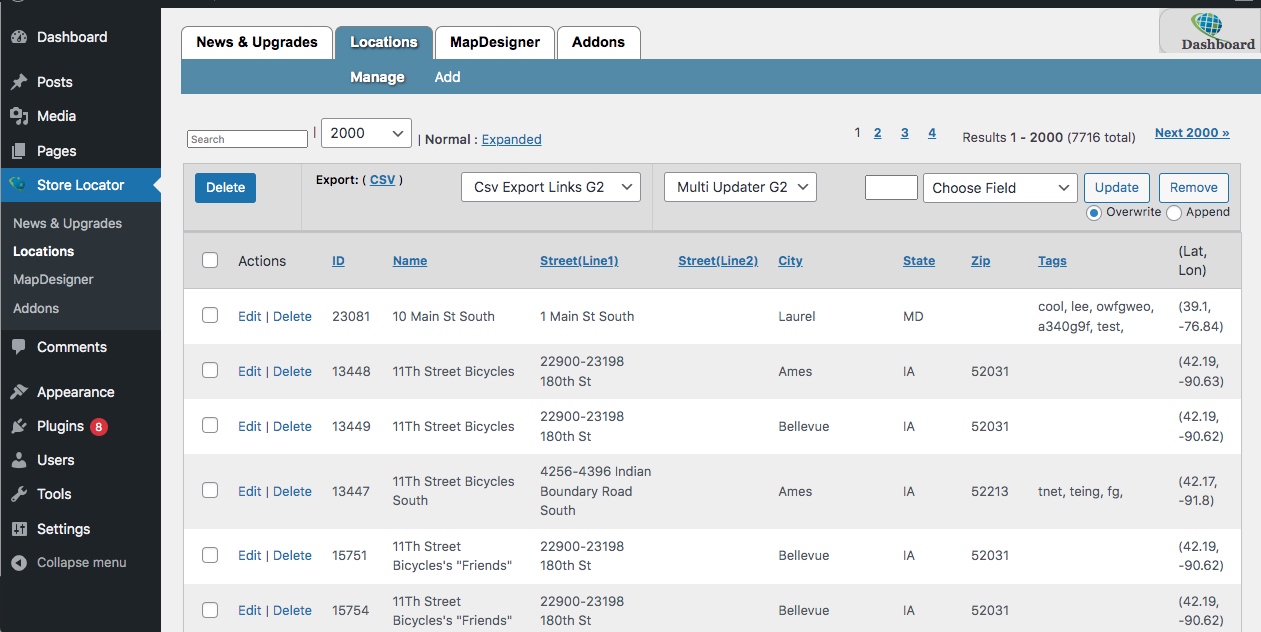 Dashboard
Posts
Media
Pages
Store Locator
News & Upgrades
Locations
MapDesigner
Addons
Comments
Appearance
Plugins 8
Users
Tools
Settings
Collapse menu
News & Upgrades Locations MapDesigner Addons
Dashboard
Manage Add
Search | 2000 | Normal : Expanded 1 2 3 4 Results 1 - 2000 (7716 total) Next 2000 »
Delete Export: ( CSV ) Csv Export Links G2 Multi Updater G2 Choose Field Update Remove
Overwrite Append
Actions ID Name Street(Line1) Street(Line2) City State Zip Tags (Lat,
Lon)
Edit | Delete 23081 10 Main St South 1 Main St South Laurel MD cool, lee, owfgweo, (39.1,
a340g9f, test, -76.84)
Edit | Delete 13448 11Th Street Bicycles 22900-23198 Ames IA 52031 (42.19,
180th St -90.63)
Edit | Delete 13449 11Th Street Bicycles 22900-23198 Bellevue IA 52031 (42.19,
180th St -90.62)
Edit | Delete 13447 11Th Street Bicycles 4256-4396 Indian Ames IA 52213 tnet, teing, fg, (42.17,
South Boundary Road -91.8)
South
Edit | Delete 15751 11Th Street 22900-23198 Bellevue IA 52031 (42.19,
Bicycles's "Friends" 180th St -90.62)
Edit | Delete 15754 11Th Street 22900-23198 Bellevue IA 52031 (42.19,
Bicycles's "Friends" 180th St -90.62)